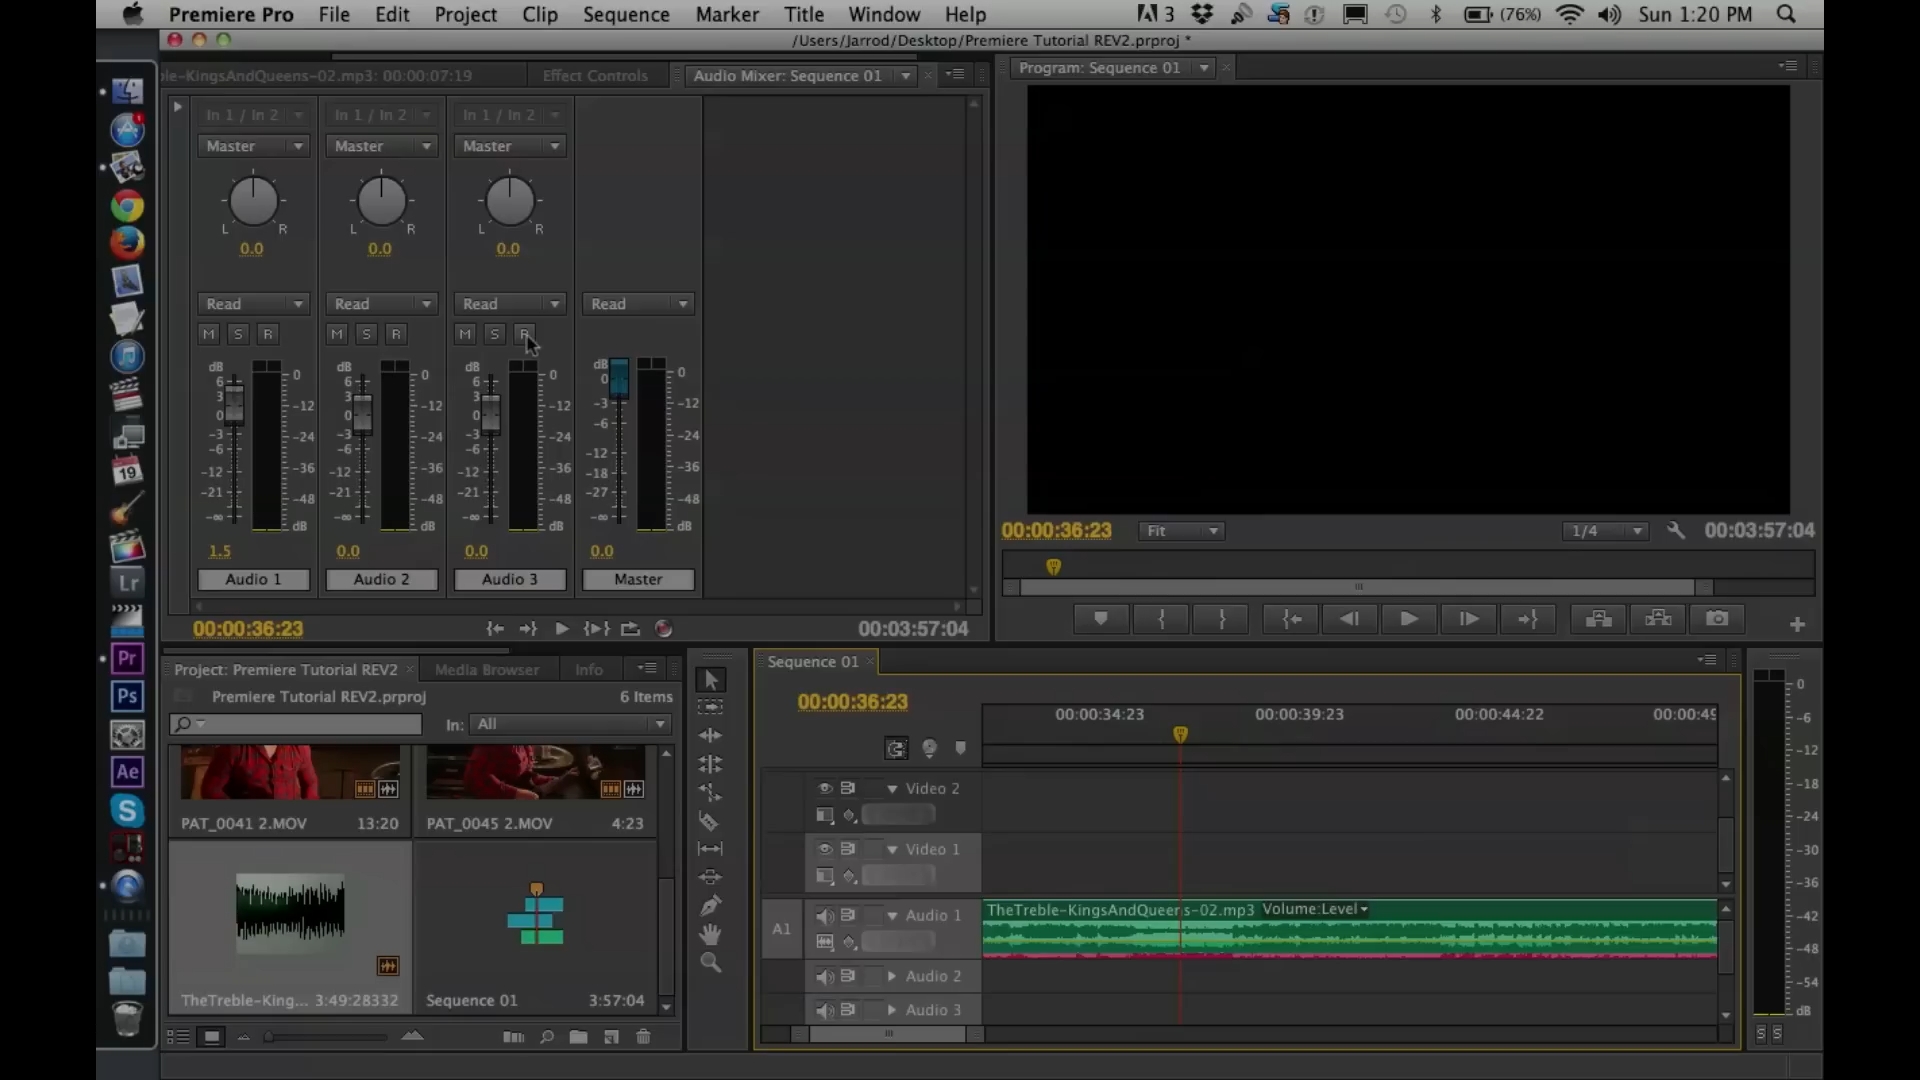 Premiere Pro File Edit Project Clip Sequence Marker Title Window Help 3 (76%) Sun 1:20 PM
/Users/Jarrod/Desktop/Premiere Tutorial REV2.prproj *
le-KingsAndQueens-02.mp3: 00:00:07:19 Effect Controls Audio Mixer: Sequence 01 Program: Sequence 01
In 1 / In 2 In 1 / In 2 In 1 / In 2
Master Master Master
L R L R L R
0.0 0.0 0.0
Read Read Read Read
M S R M S R M S R
dB dB dB dB
6 6 6 0
3 3 3 -3
0 0 0 -6
-3 -3 -3 -12
-6 -6 -6 -18
-12 -12 -12 -27
-21 -21 -21 -∞
-∞ -∞ -∞
0 0 0 0
-12 -12 -12 -12
-24 -24 -24 -24
-36 -36 -36 -36
-48 -48 -48 -48
dB dB dB dB
1.5 0.0 0.0 0.0
Audio 1 Audio 2 Audio 3 Master
00:00:36:23 00:03:57:04
00:00:36:23 Fit 1/4 00:03:57:04
19
Lr
Pr
Ps
Ae
Project: Premiere Tutorial REV2 Media Browser Info
Premiere Tutorial REV2.prproj 6 Items
In: All
PAT_0041 2.MOV 13:20 PAT_0045 2.MOV 4:23
TheTreble-King... 3:49:28332 Sequence 01 3:57:04
Sequence 01
00:00:36:23
00:00:34:23 00:00:39:23 00:00:44:22 00:00:49
Video 2
Video 1
A1 Audio 1 TheTreble-KingsAndQueens-02.mp3 Volume:Level
Audio 2
Audio 3
0
-6
-12
-18
-24
-30
-36
-42
-48
-54
dB
S S